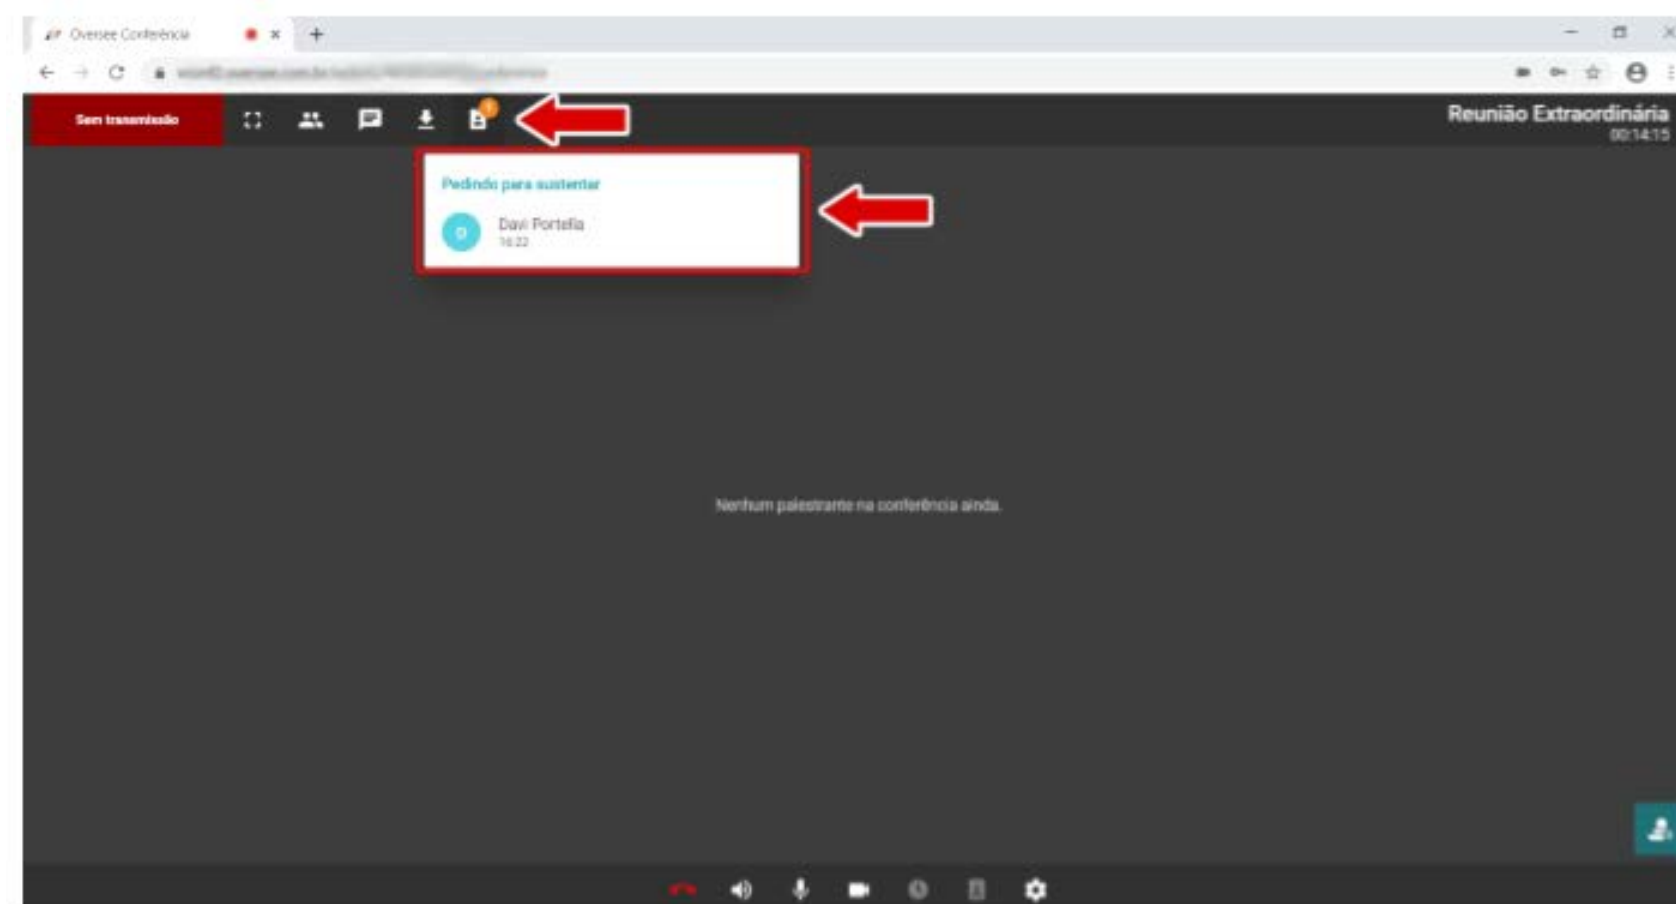 Oversee Conferência
Sem transmissão
Reunião Extraordinária
00:14:15
Pedindo para sustentar
D
Davi Portella
16:22
Nenhum palestrante na conferência ainda.